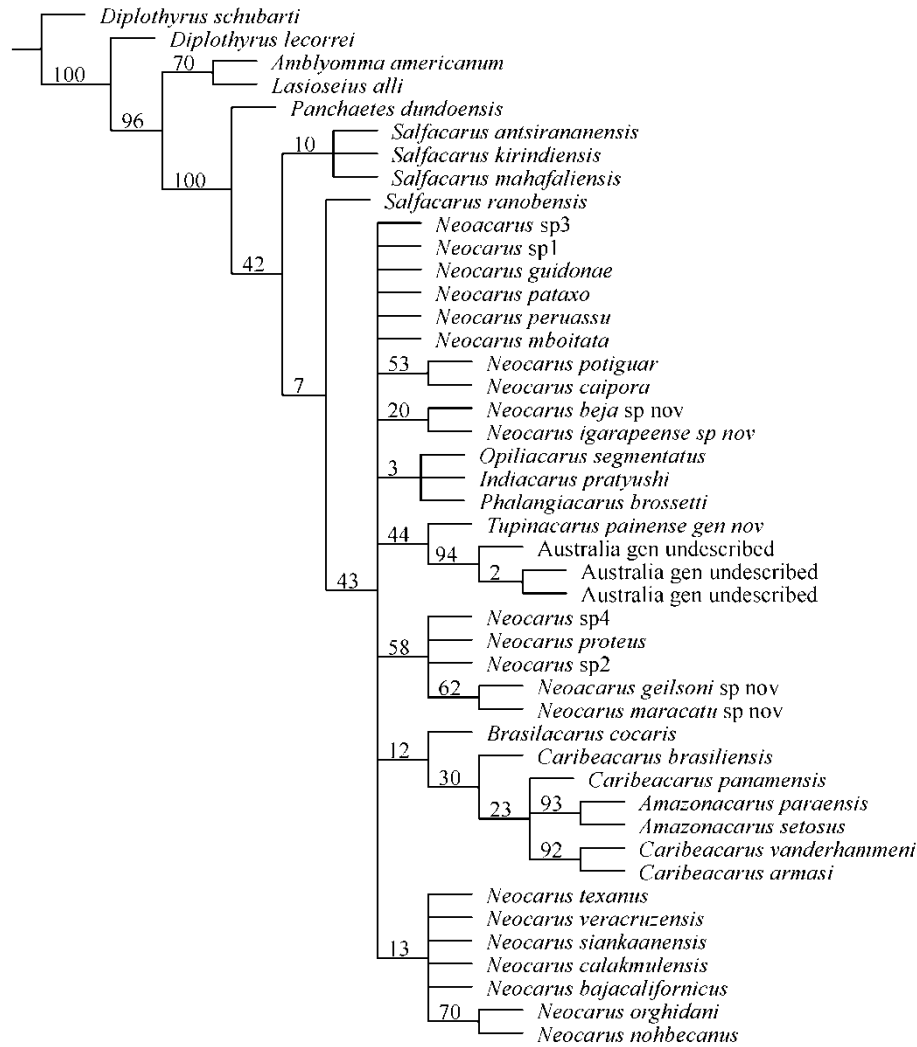 Diplothyrus schubarti
Diplothyrus lecorrei
100
70 Amblyomma americanum
Lasioseius alli
96
Panchaetes dundoensis
Salfacarus antsirananensis
10 Salfacarus kirindiensis
Salfacarus mahafaliensis
100
Salfacarus ranobensis
Neoacarus sp3
Neocarus sp1
42
Neocarus guidonae
Neocarus pataxo
Neocarus peruassu
Neocarus mboitata
53 Neocarus potiguar
Neocarus caipora
7
20 Neocarus beja sp nov
Neocarus igarapeense sp nov
Opiliacarus segmentatus
3 Indiacarus pratyushi
Phalangiacarus brossetti
Tupinacarus painense gen nov
44
94 Australia gen undescribed
2 Australia gen undescribed
Australia gen undescribed
43
Neocarus sp4
Neocarus proteus
58
Neocarus sp2
62 Neoacarus geilsoni sp nov
Neocarus maracatu sp nov
Brasilacarus cocaris
12
Caribeacarus brasiliensis
30
Caribeacarus panamensis
23 93 Amazonacarus paraensis
Amazonacarus setosus
92 Caribeacarus vanderhammeni
Caribeacarus armasi
Neocarus texanus
Neocarus veracruzensis
13 Neocarus siankaanensis
Neocarus calakmulensis
Neocarus bajacalifornicus
70 Neocarus orghidani
Neocarus nohbecanus